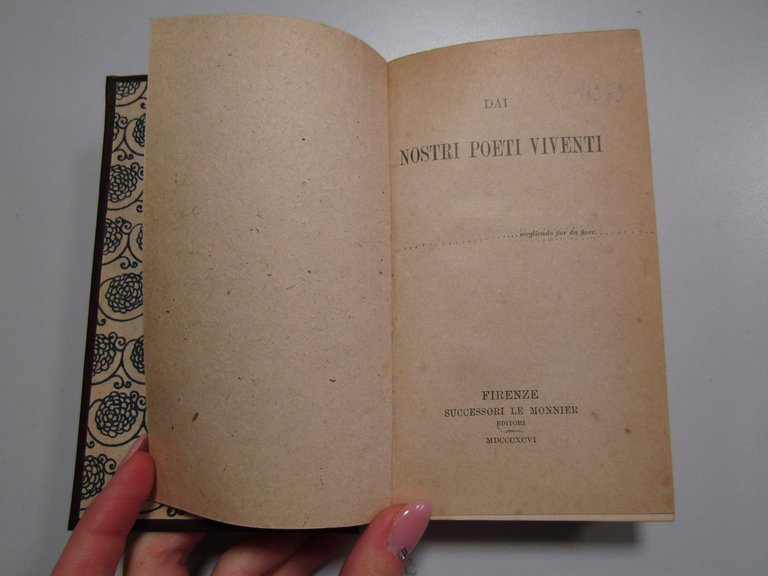 DAI
NOSTRI POETI VIVENTI
....scegliendo fior da fiore.
FIRENZE
SUCCESSORI LE MONNIER
EDITORI
MDCCCXCVI